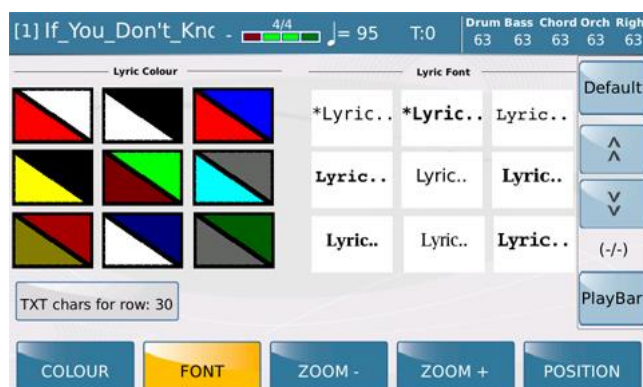 [1] If_You_Don't_Knc - 4/4 = 95 T:0
Drum Bass Chord Orch Righ
63 63 63 63 63
Lyric Colour
Lyric Font
*Lyric.. *Lyric.. Lyric..
Lyric.. Lyric.. Lyric..
Lyric.. Lyric.. Lyric..
Default
(-/-)
PlayBar
TXT chars for row: 30
COLOUR FONT ZOOM - ZOOM + POSITION